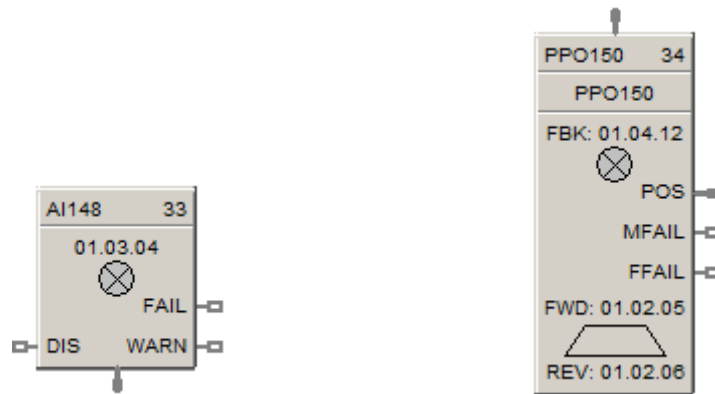 AI148 33
01.03.04
FAIL
DIS WARN
PPO150 34
PPO150
FBK: 01.04.12
POS
MFAIL
FFAIL
FWD: 01.02.05
REV: 01.02.06